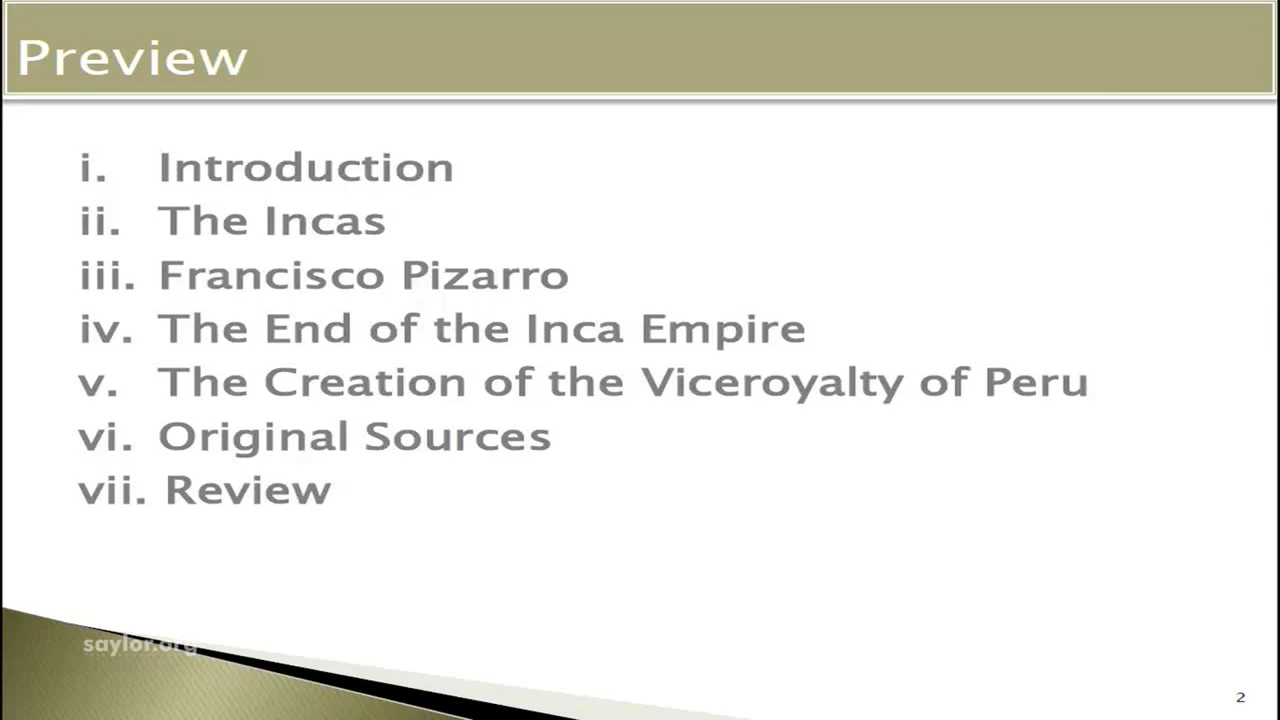 Preview
i. Introduction
ii. The Incas
iii. Francisco Pizarro
iv. The End of the Inca Empire
v. The Creation of the Viceroyalty of Peru
vi. Original Sources
vii. Review
saylor.org
2